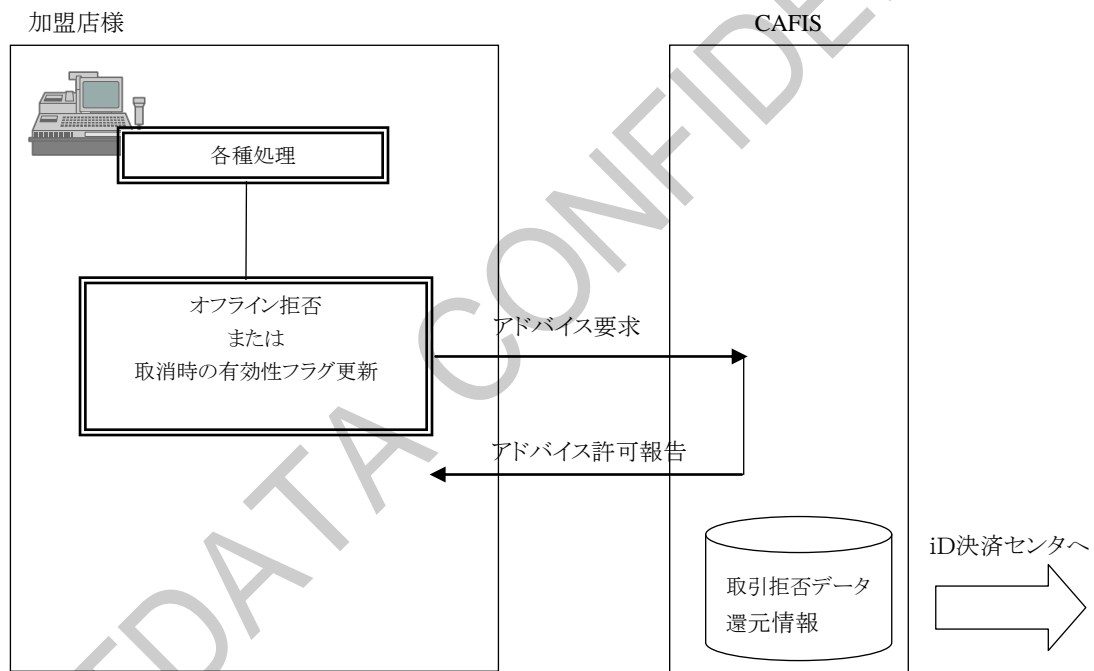 加盟店様
CAFIS
各種処理
オフライン拒否
または
取消時の有効性フラグ更新
アドバイス要求
アドバイス許可報告
iD決済センタへ
取引拒否データ
還元情報